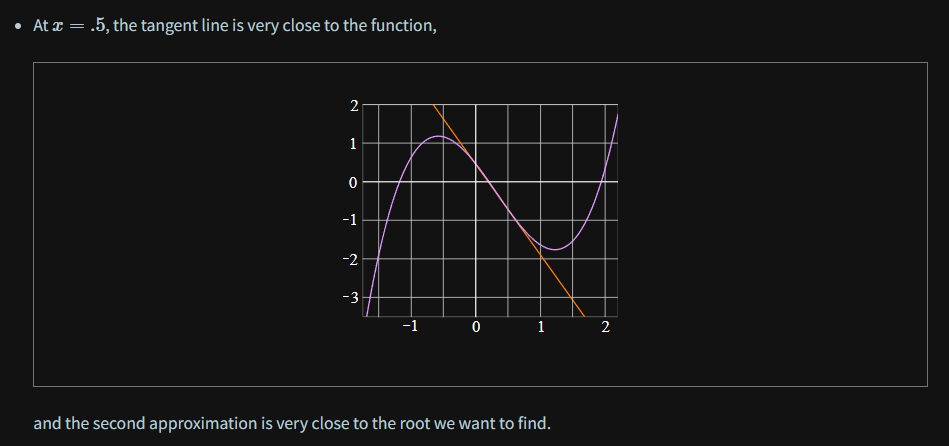 • At x = .5, the tangent line is very close to the function,
2
1
0
−1
−2
−3
−1 0 1 2
and the second approximation is very close to the root we want to find.